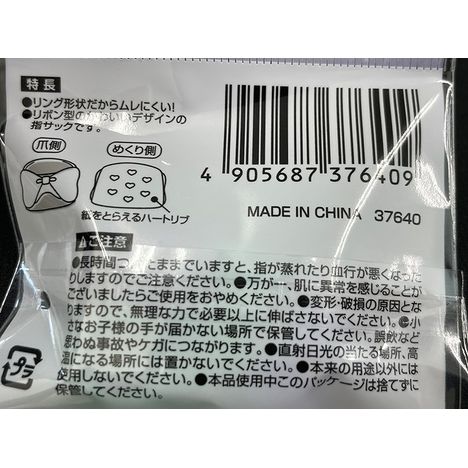 特長
●リング形状だからムレにくい!
●リボン型のかわいいデザインの
指サックです。
爪側
めくり側
紙をとらえるハートリブ
4 905687 376409
MADE IN CHINA 37640
ご注意
●長時間つ こままでいますと、指が蒸れたり血行が悪くなった
りしますのでご注意ください。●万が一、肌に異常を感じることが
ございましたらご使用をおやめください。●変形・破損の原因とな
りますので、無理な力で必要以上に伸ばさないでください。●小
さなお子様の手が届かない場所で保管してください。誤飲など
思わぬ事故やケガにつながります。●直射日光の当たる場所、高
温になる場所には置かないでください。●本来の用途以外には
使用しないでください。●本品使用中このパッケージは捨てずに
保管してください。
プラ